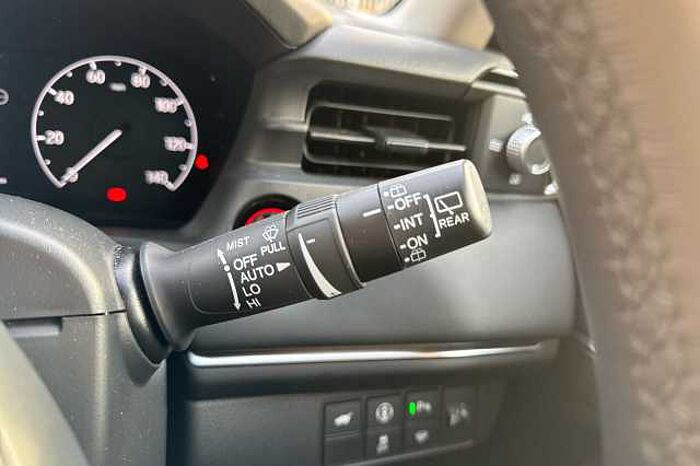 20
40
60
80
100
120
140
MIST
OFF
AUTO
LO
HI
PULL
OFF
INT
ON
REAR
P